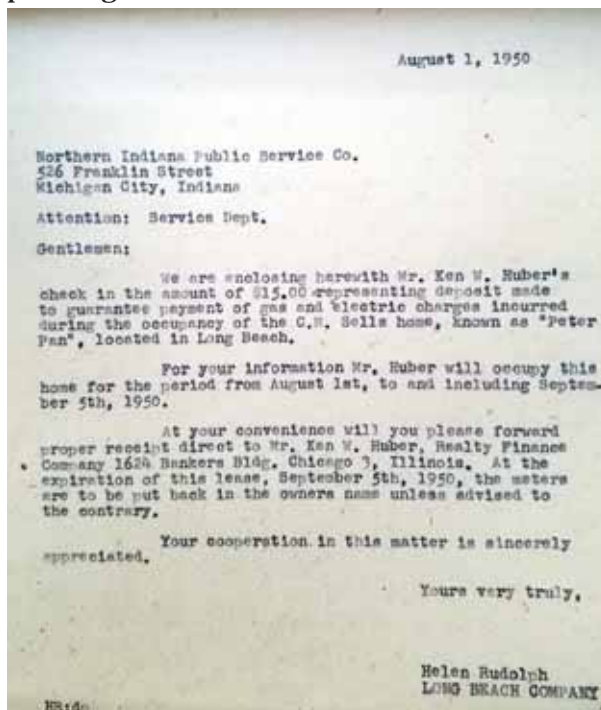 August 1, 1950
Northern Indiana Public Service Co.
526 Franklin Street
Michigan City, Indiana
Attention: Service Dept.
Gentlemen:
We are enclosing herewith Mr. Ken W. Huber's
check in the amount of $15.00 representing deposit made
to guarantee payment of gas and electric charges incurred
during the occupancy of the Sells home, known as "Peter
Pan", located in Long Beach.
For your information Mr. Huber will occupy this
home for the period from August 1st, to and including Septem-
ber 5th, 1950.
At your convenience will you please forward
proper receipt direct to Mr. Ken W. Huber, Realty Finance
Company 1624 Bankers Bldg. Chicago 3, Illinois. At the
expiration of this lease, September 5th, 1950, the meters
are to be put back in the owners name unless advised to
the contrary.
Your cooperation in this matter is sincerely
appreciated.
Yours very truly,
Helen Rudolph
LONG BEACH COMPANY